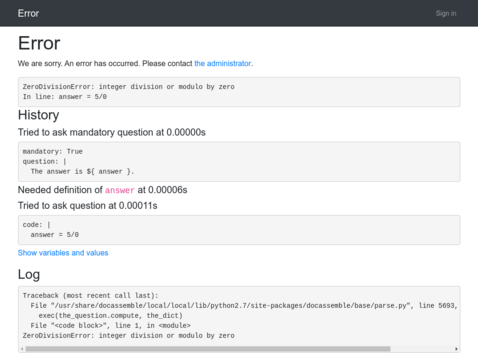 Error
Sign in
Error
We are sorry. An error has occurred. Please contact the administrator.
ZeroDivisionError: integer division or modulo by zero
In line: answer = 5/0
History
Tried to ask mandatory question at 0.00000s
mandatory: True
question: |
  The answer is ${ answer }.
Needed definition of answer at 0.00006s
Tried to ask question at 0.00011s
code: |
  answer = 5/0
Show variables and values
Log
Traceback (most recent call last):
  File "/usr/share/docassemble/local/local/lib/python2.7/site-packages/docassemble/base/parse.py", line 5693,
    exec(the_question.compute, the_dict)
  File "<code block>", line 1, in <module>
ZeroDivisionError: integer division or modulo by zero